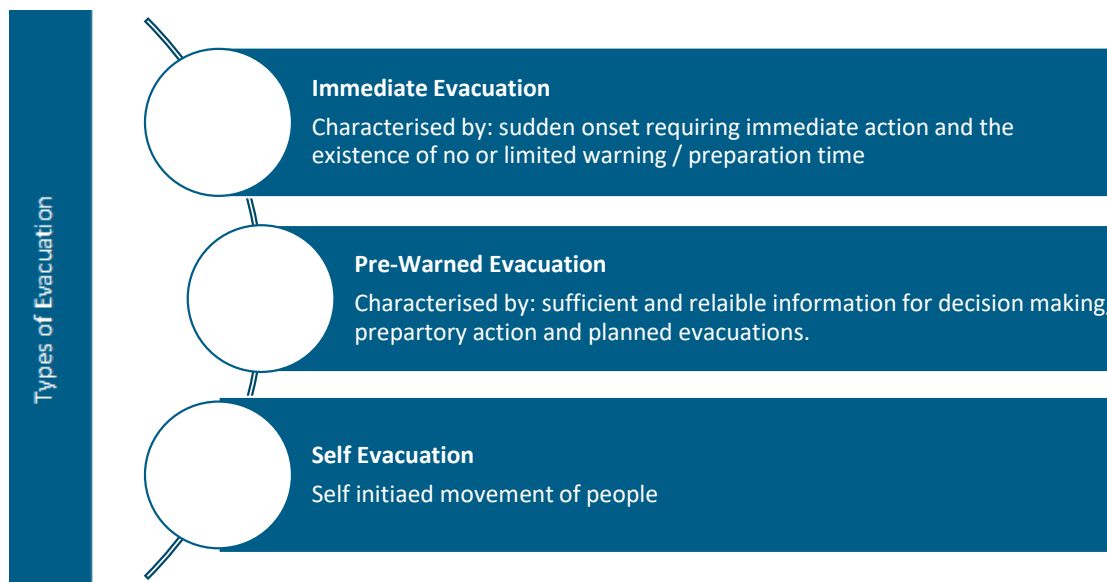 Types of Evacuation
Immediate Evacuation
Characterised by: sudden onset requiring immediate action and the
existence of no or limited warning / preparation time
Pre-Warned Evacuation
Characterised by: sufficient and relaible information for decision making,
prepartory action and planned evacuations.
Self Evacuation
Self initiaed movement of people